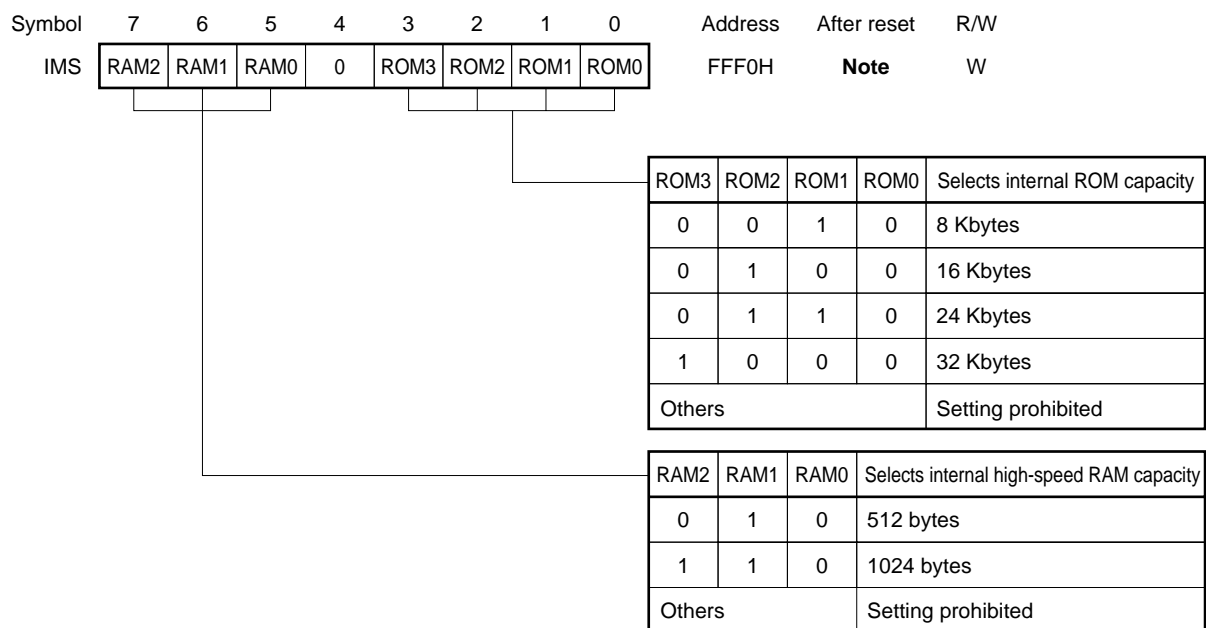 Symbol 7 6 5 4 3 2 1 0 Address After reset R/W
IMS RAM2 RAM1 RAM0 0 ROM3 ROM2 ROM1 ROM0 FFF0H Note W
ROM3 ROM2 ROM1 ROM0 Selects internal ROM capacity
0 0 1 0 8 Kbytes
0 1 0 0 16 Kbytes
0 1 1 0 24 Kbytes
1 0 0 0 32 Kbytes
Others Setting prohibited
RAM2 RAM1 RAM0 Selects internal high-speed RAM capacity
0 1 0 512 bytes
1 1 0 1024 bytes
Others Setting prohibited